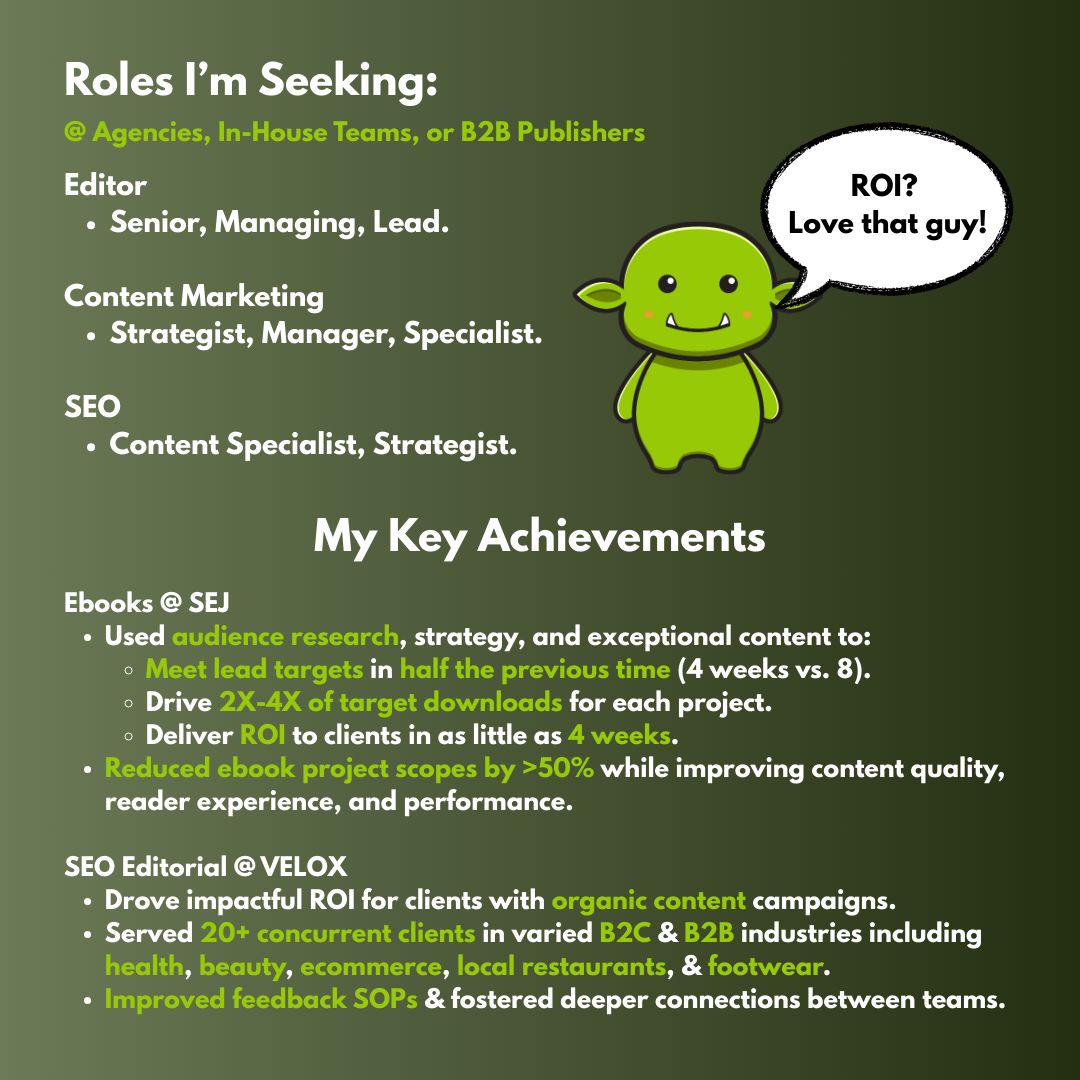 Roles I'm Seeking:
@ Agencies, In-House Teams, or B2B Publishers
Editor
• Senior, Managing, Lead.
ROI?
Love that guy!
Content Marketing
• Strategist, Manager, Specialist.
SEO
• Content Specialist, Strategist.
My Key Achievements
Ebooks @ SEJ
• Used audience research, strategy, and exceptional content to:
◦ Meet lead targets in half the previous time (4 weeks vs. 8).
◦ Drive 2X-4X of target downloads for each project.
◦ Deliver ROI to clients in as little as 4 weeks.
• Reduced ebook project scopes by >50% while improving content quality,
reader experience, and performance.
SEO Editorial @ VELOX
• Drove impactful ROI for clients with organic content campaigns.
• Served 20+ concurrent clients in varied B2C & B2B industries including
health, beauty, ecommerce, local restaurants, & footwear.
• Improved feedback SOPs & fostered deeper connections between teams.